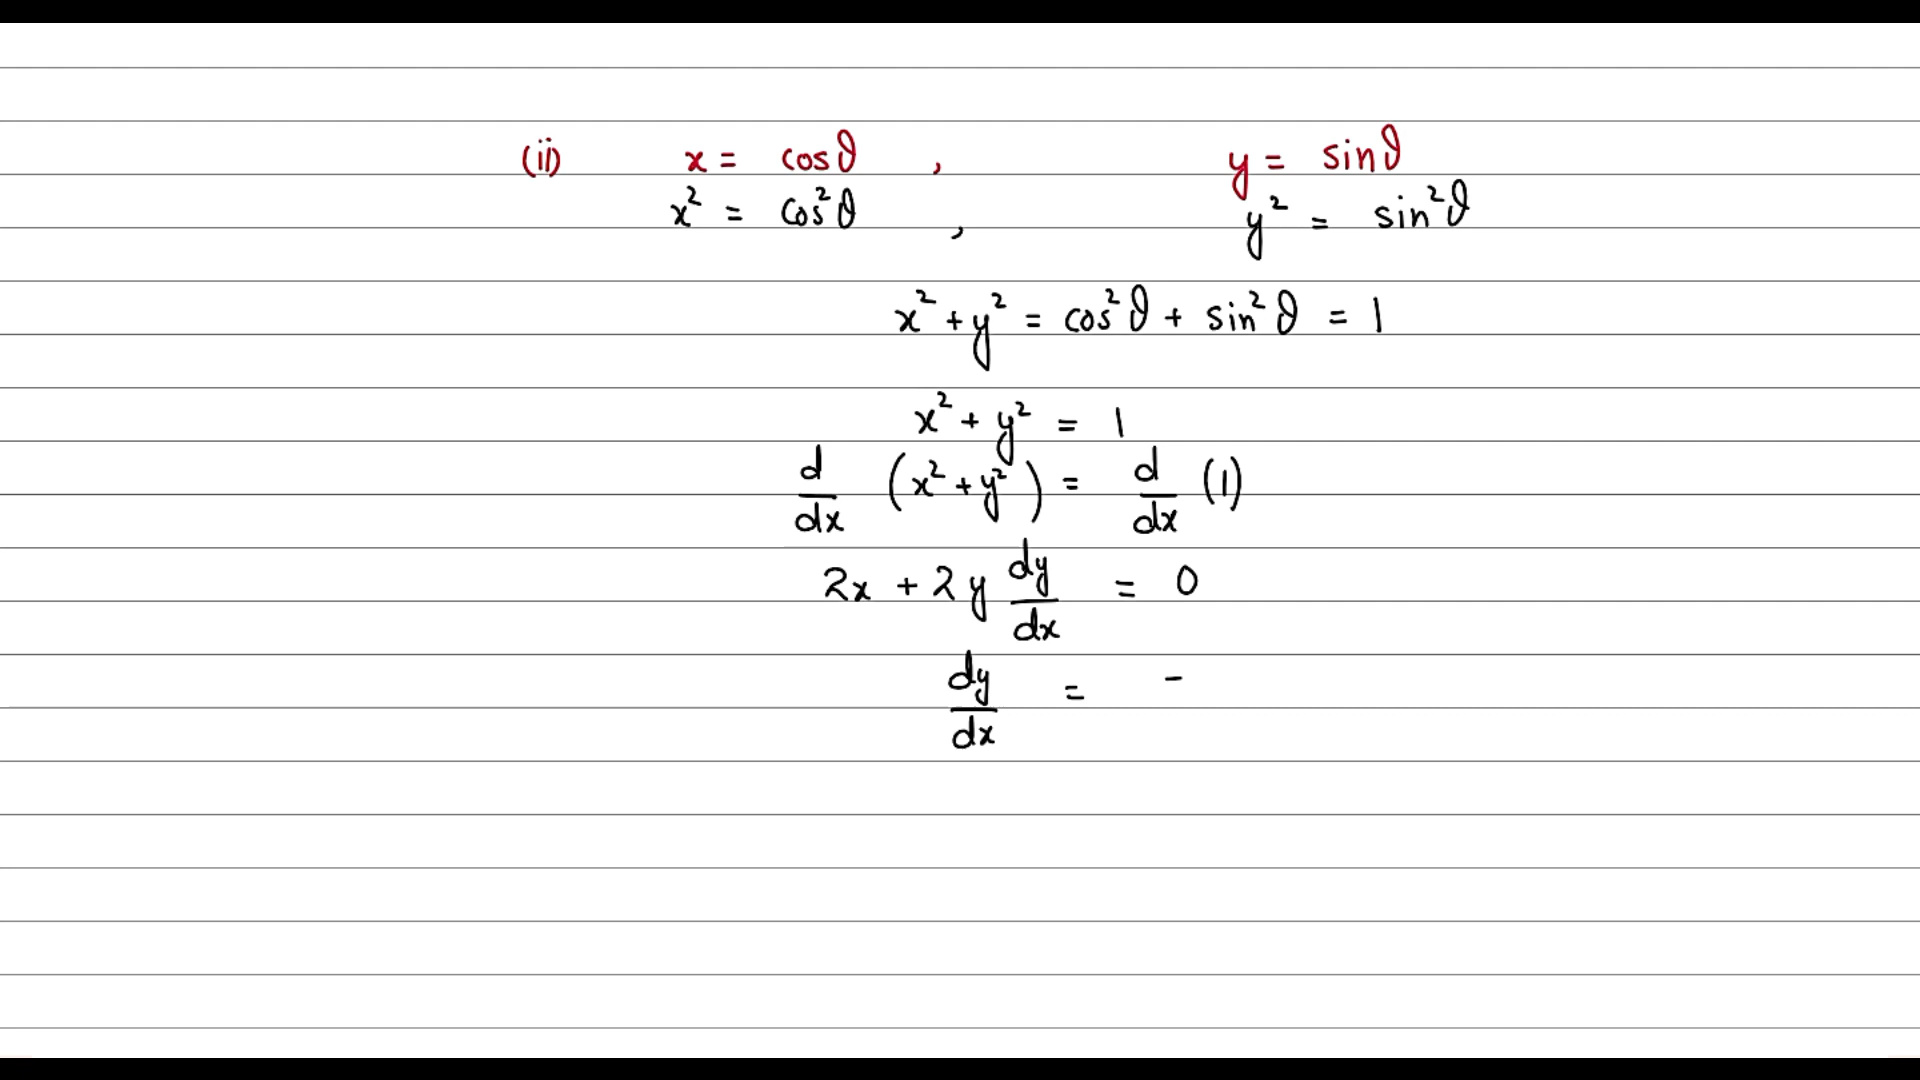 (ii) x = cosθ , y = sinθ
x² = cos²θ , y² = sin²θ
x² + y² = cos²θ + sin²θ = 1
x² + y² = 1
d/dx (x² + y²) = d/dx (1)
2x + 2y dy/dx = 0
dy/dx = -